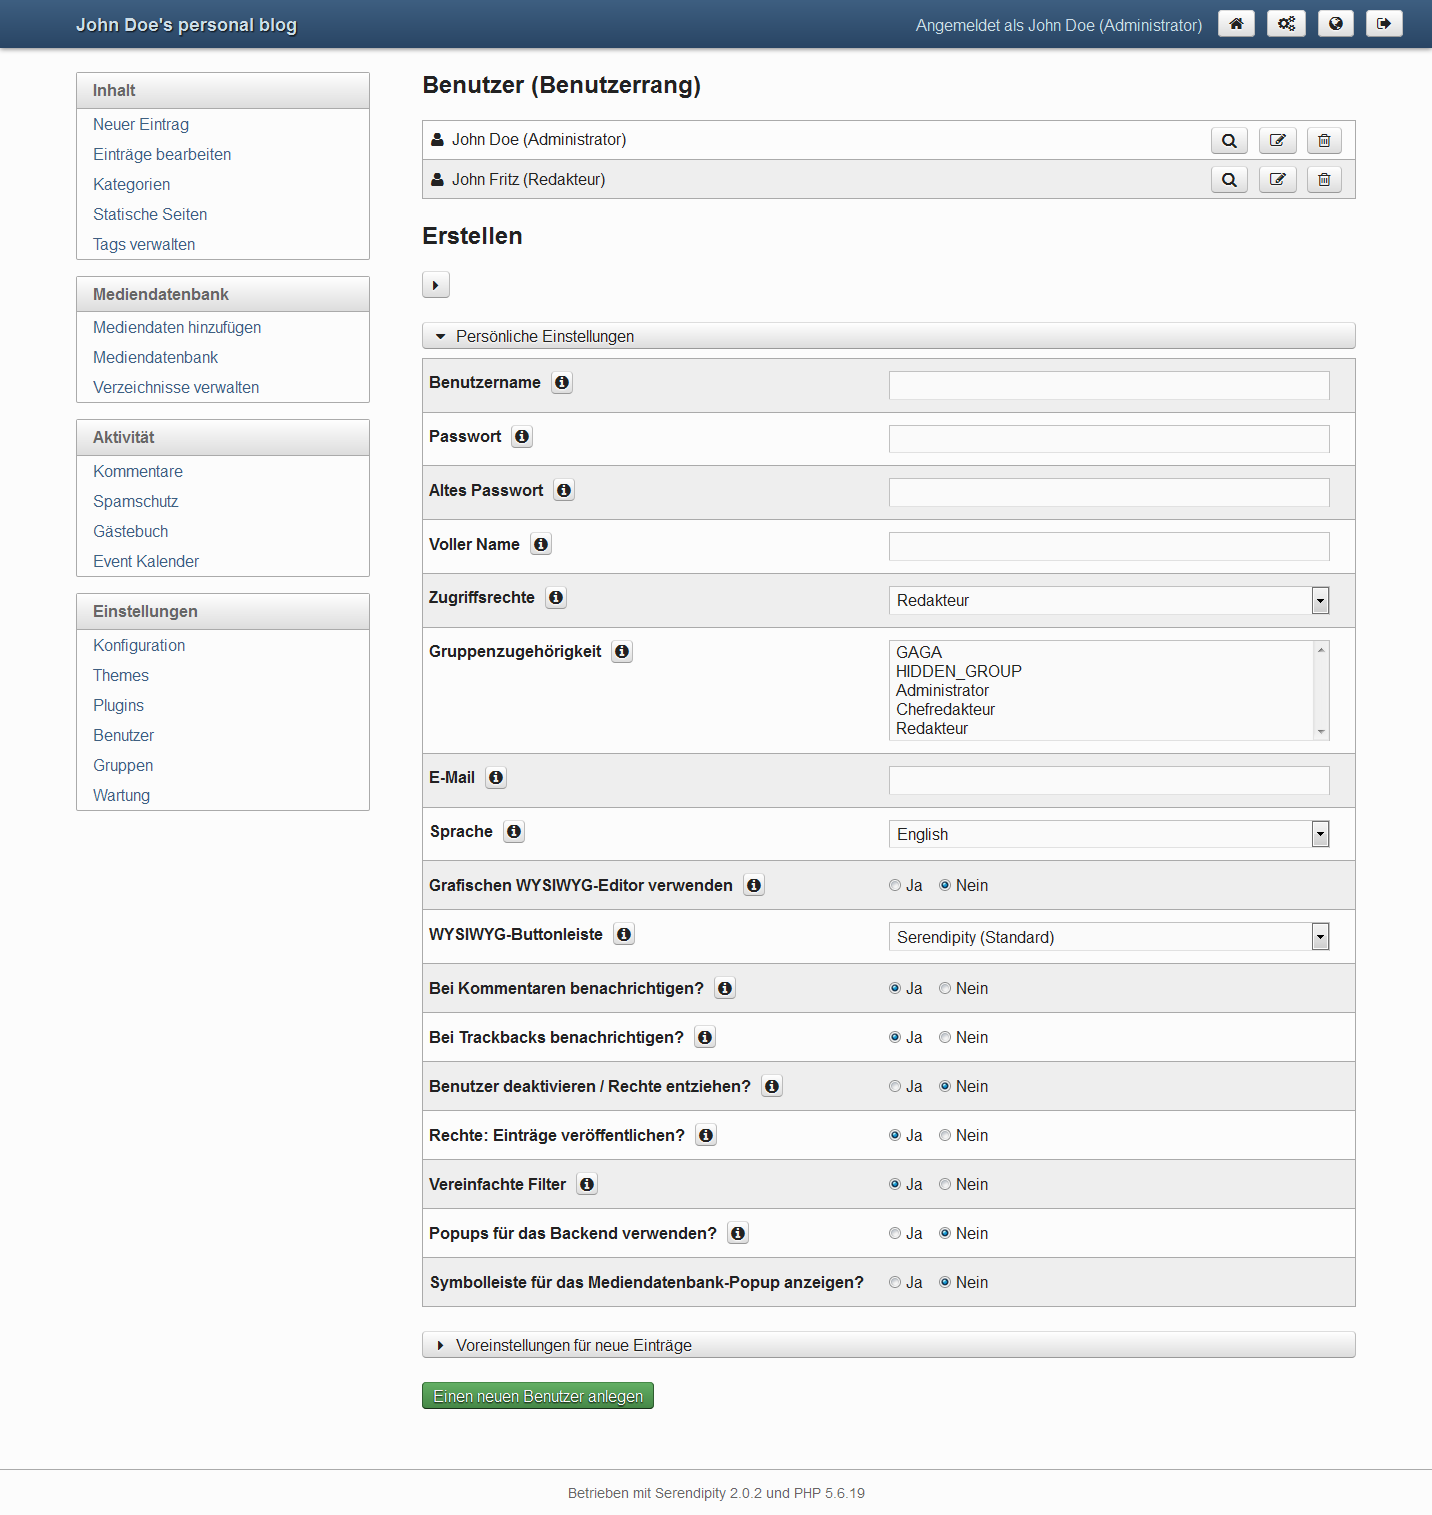 John Doe's personal blog
Angemeldet als John Doe (Administrator)
Inhalt
Neuer Eintrag
Einträge bearbeiten
Kategorien
Statische Seiten
Tags verwalten
Mediendatenbank
Mediendaten hinzufügen
Mediendatenbank
Verzeichnisse verwalten
Aktivität
Kommentare
Spamschutz
Gästebuch
Event Kalender
Einstellungen
Konfiguration
Themes
Plugins
Benutzer
Gruppen
Wartung
Benutzer (Benutzerrang)
John Doe (Administrator)
John Fritz (Redakteur)
Erstellen
Persönliche Einstellungen
Benutzername
Passwort
Altes Passwort
Voller Name
Zugriffsrechte
Redakteur
Gruppenzugehörigkeit
GAGA
HIDDEN_GROUP
Administrator
Chefredakteur
Redakteur
E-Mail
Sprache
English
Grafischen WYSIWYG-Editor verwenden
Ja Nein
WYSIWYG-Buttonleiste
Serendipity (Standard)
Bei Kommentaren benachrichtigen?
Ja Nein
Bei Trackbacks benachrichtigen?
Ja Nein
Benutzer deaktivieren / Rechte entziehen?
Ja Nein
Rechte: Einträge veröffentlichen?
Ja Nein
Vereinfachte Filter
Ja Nein
Popups für das Backend verwenden?
Ja Nein
Symbolleiste für das Mediendatenbank-Popup anzeigen?
Ja Nein
Voreinstellungen für neue Einträge
Einen neuen Benutzer anlegen
Betrieben mit Serendipity 2.0.2 und PHP 5.6.19